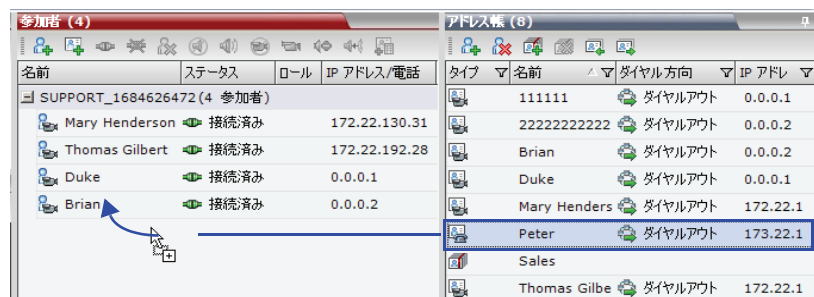 参加者 (4)
名前 ステータス ロール IP アドレス/電話
SUPPORT_1684626472(4 参加者)
Mary Henderson 接続済み 172.22.130.31
Thomas Gilbert 接続済み 172.22.192.28
Duke 接続済み 0.0.0.1
Brian 接続済み 0.0.0.2
アドレス帳 (8)
タイプ 名前 ダイヤル方向 IP アドレ
111111 ダイヤルアウト 0.0.0.1
22222222222 ダイヤルアウト 0.0.0.2
Brian ダイヤルアウト 0.0.0.2
Duke ダイヤルアウト 0.0.0.1
Mary Henders ダイヤルアウト 172.22.1
Peter ダイヤルアウト 173.22.1
Sales
Thomas Gilbe ダイヤルアウト 172.22.1